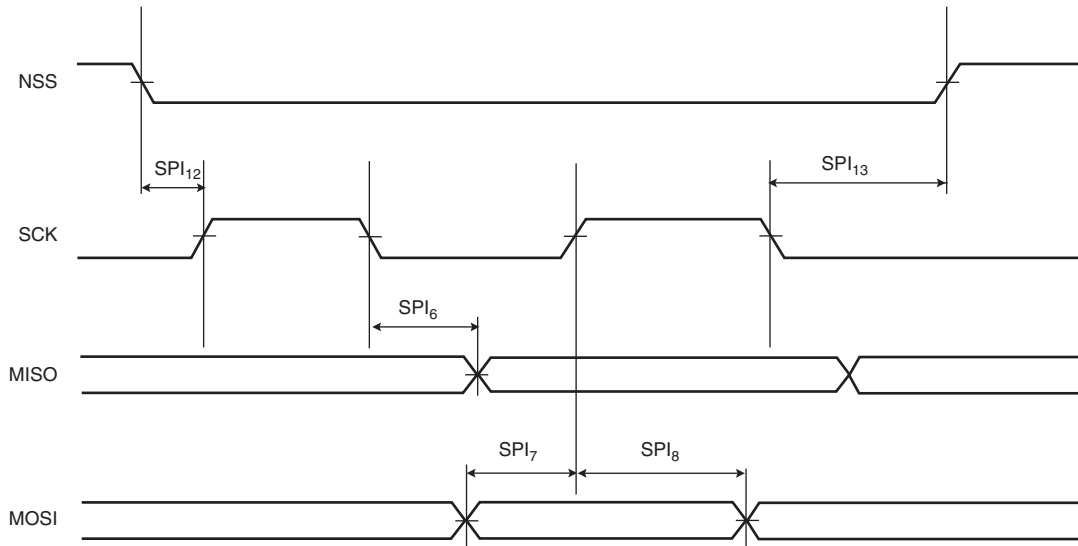 NSS
SPI₁₂
SPI₁₃
SCK
SPI₆
MISO
SPI₇
SPI₈
MOSI